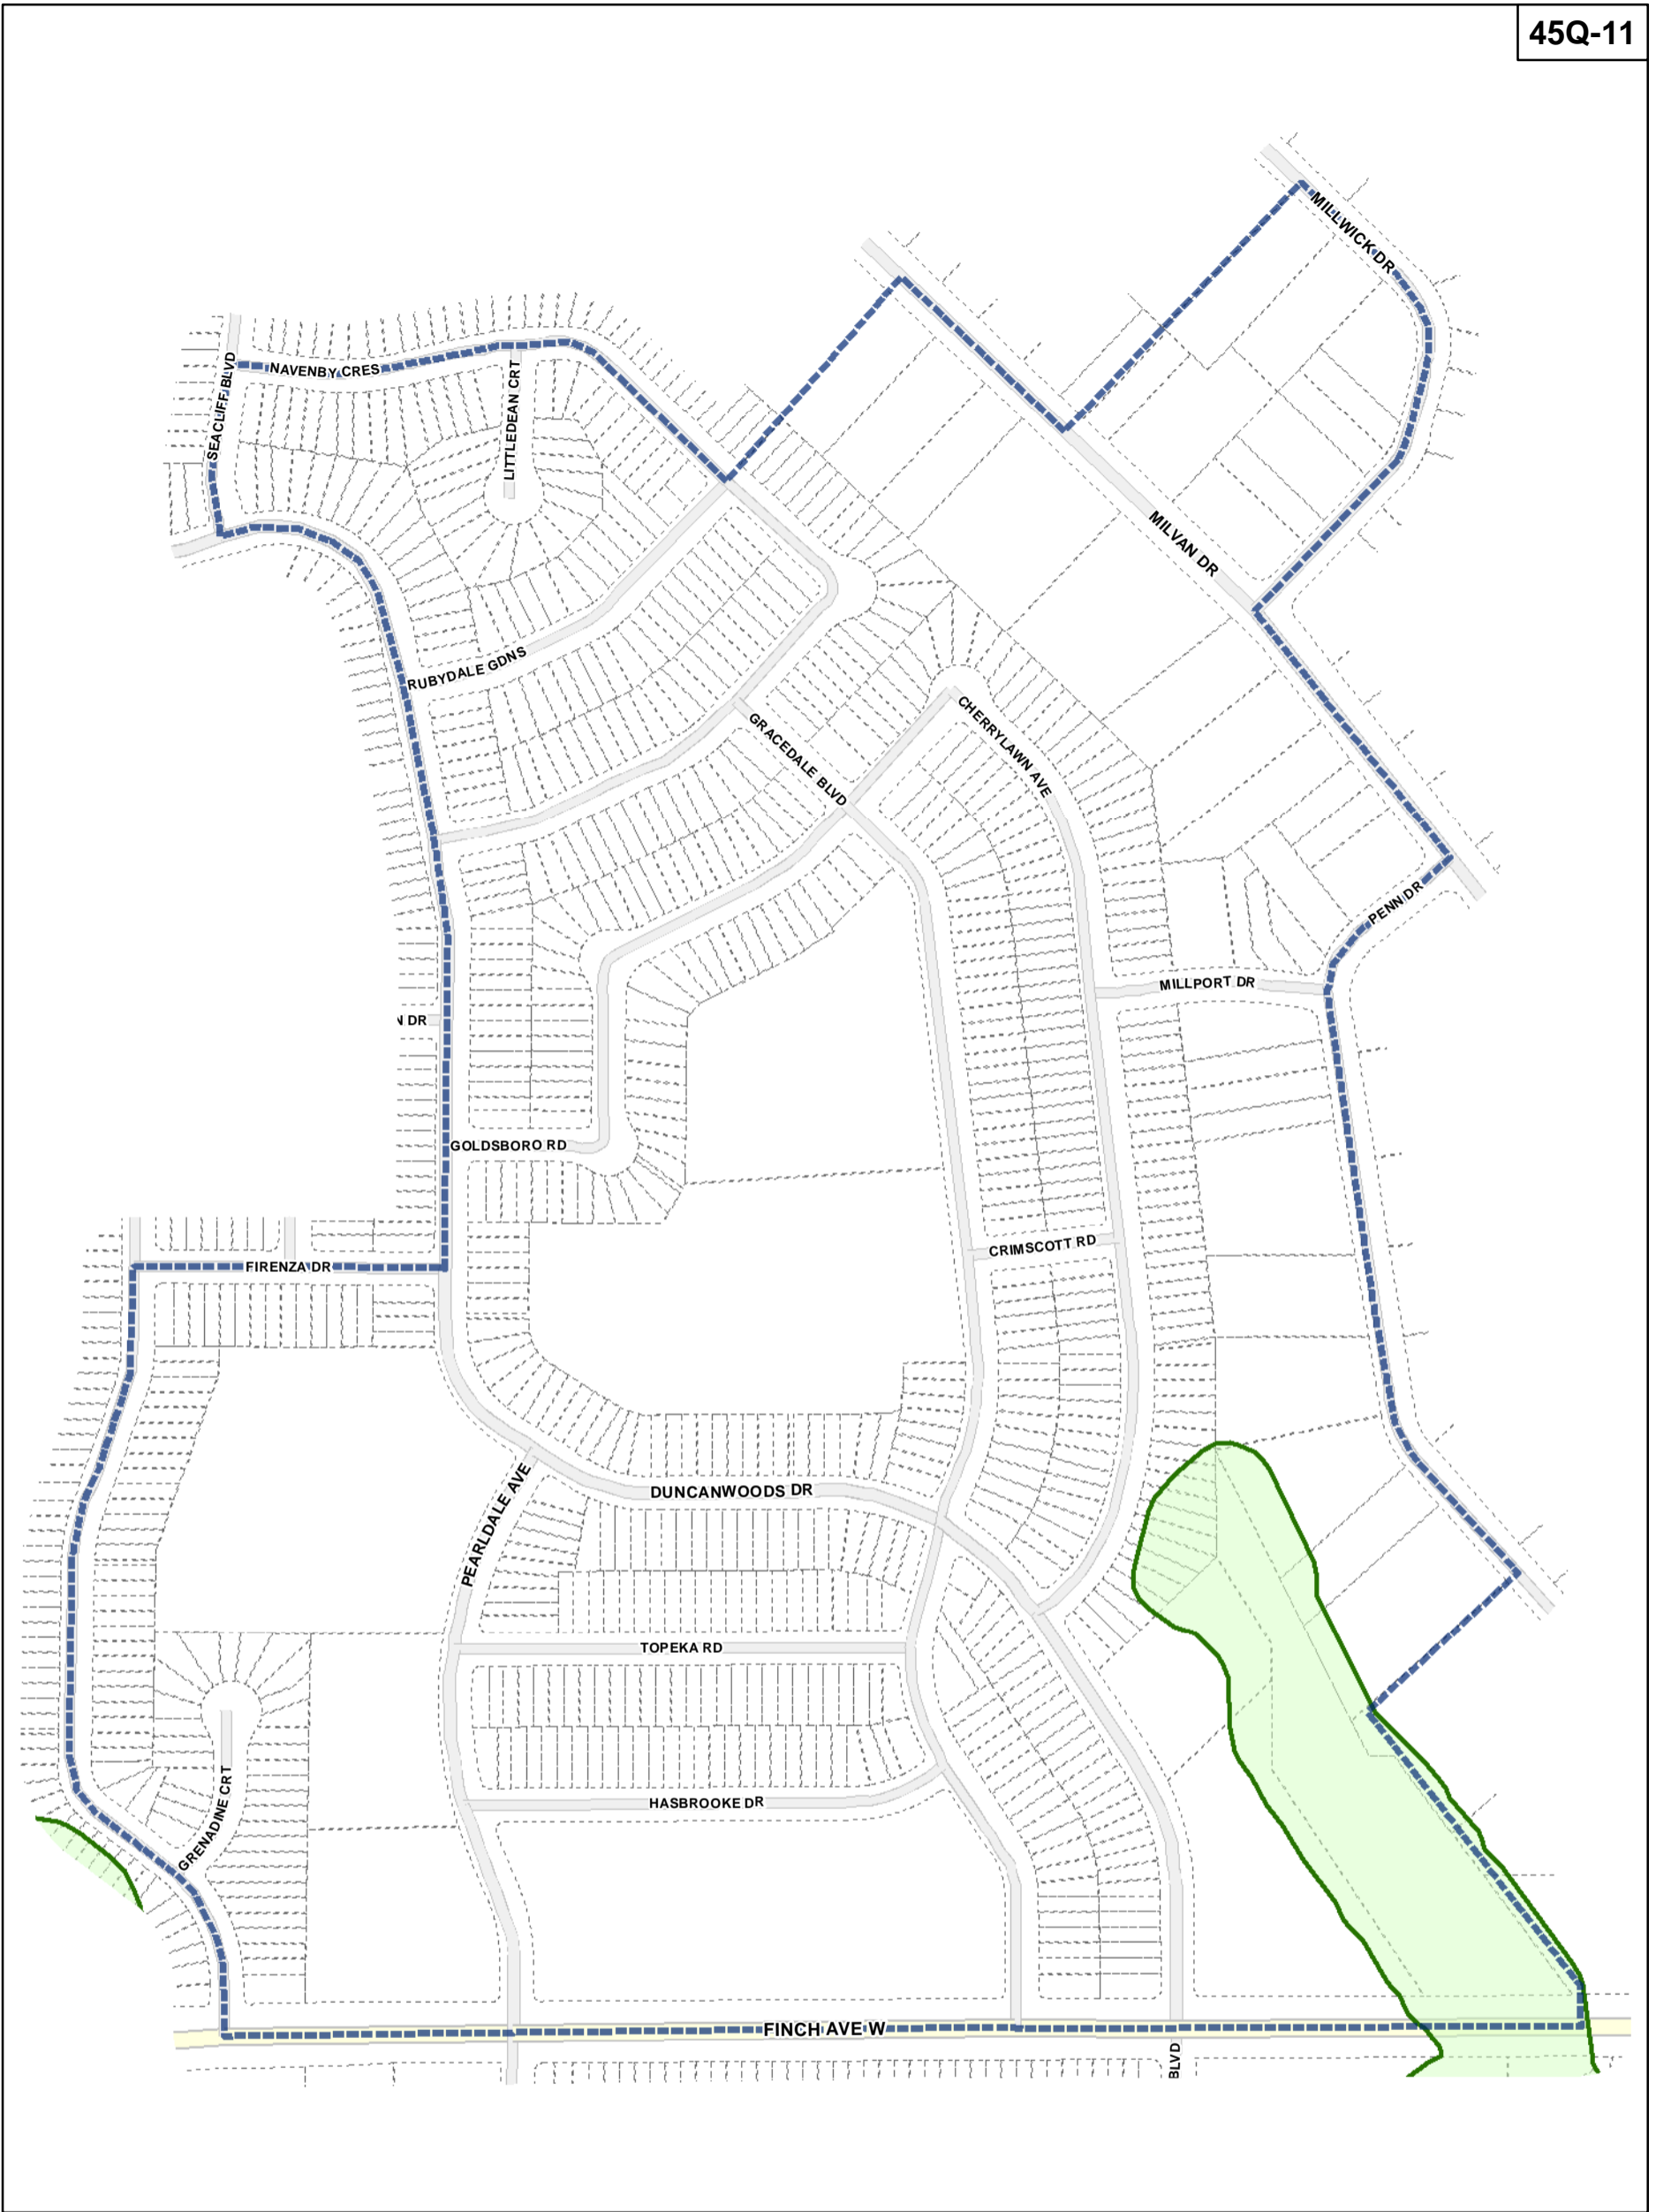 45Q-11
MILLWICK DR
NAVENBY CRES
SEACLIFF BLVD
LITTLEDEAN CRT
MILVAN DR
RUBYDALE GDNS
GRACEDALE BLVD
CHERRYLAWN AVE
PENN DR
MILLPORT DR
N DR
GOLDSBORO RD
CRIMSCOTT RD
FIRENZA DR
DUNCANWOODS DR
PEARLDALE AVE
TOPEKA RD
HASBROOKE DR
GRENADINE CRT
FINCH AVE W
BLVD